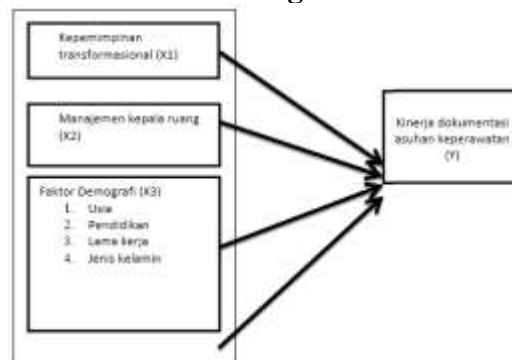 Kepemimpinan
transformasional (X1)
Manajemen kepala ruang
(X2)
Faktor Demografi (X3)
1. Usia
2. Pendidikan
3. Lama kerja
4. Jenis kelamin
Kinerja dokumentasi
asuhan keperawatan
(Y)